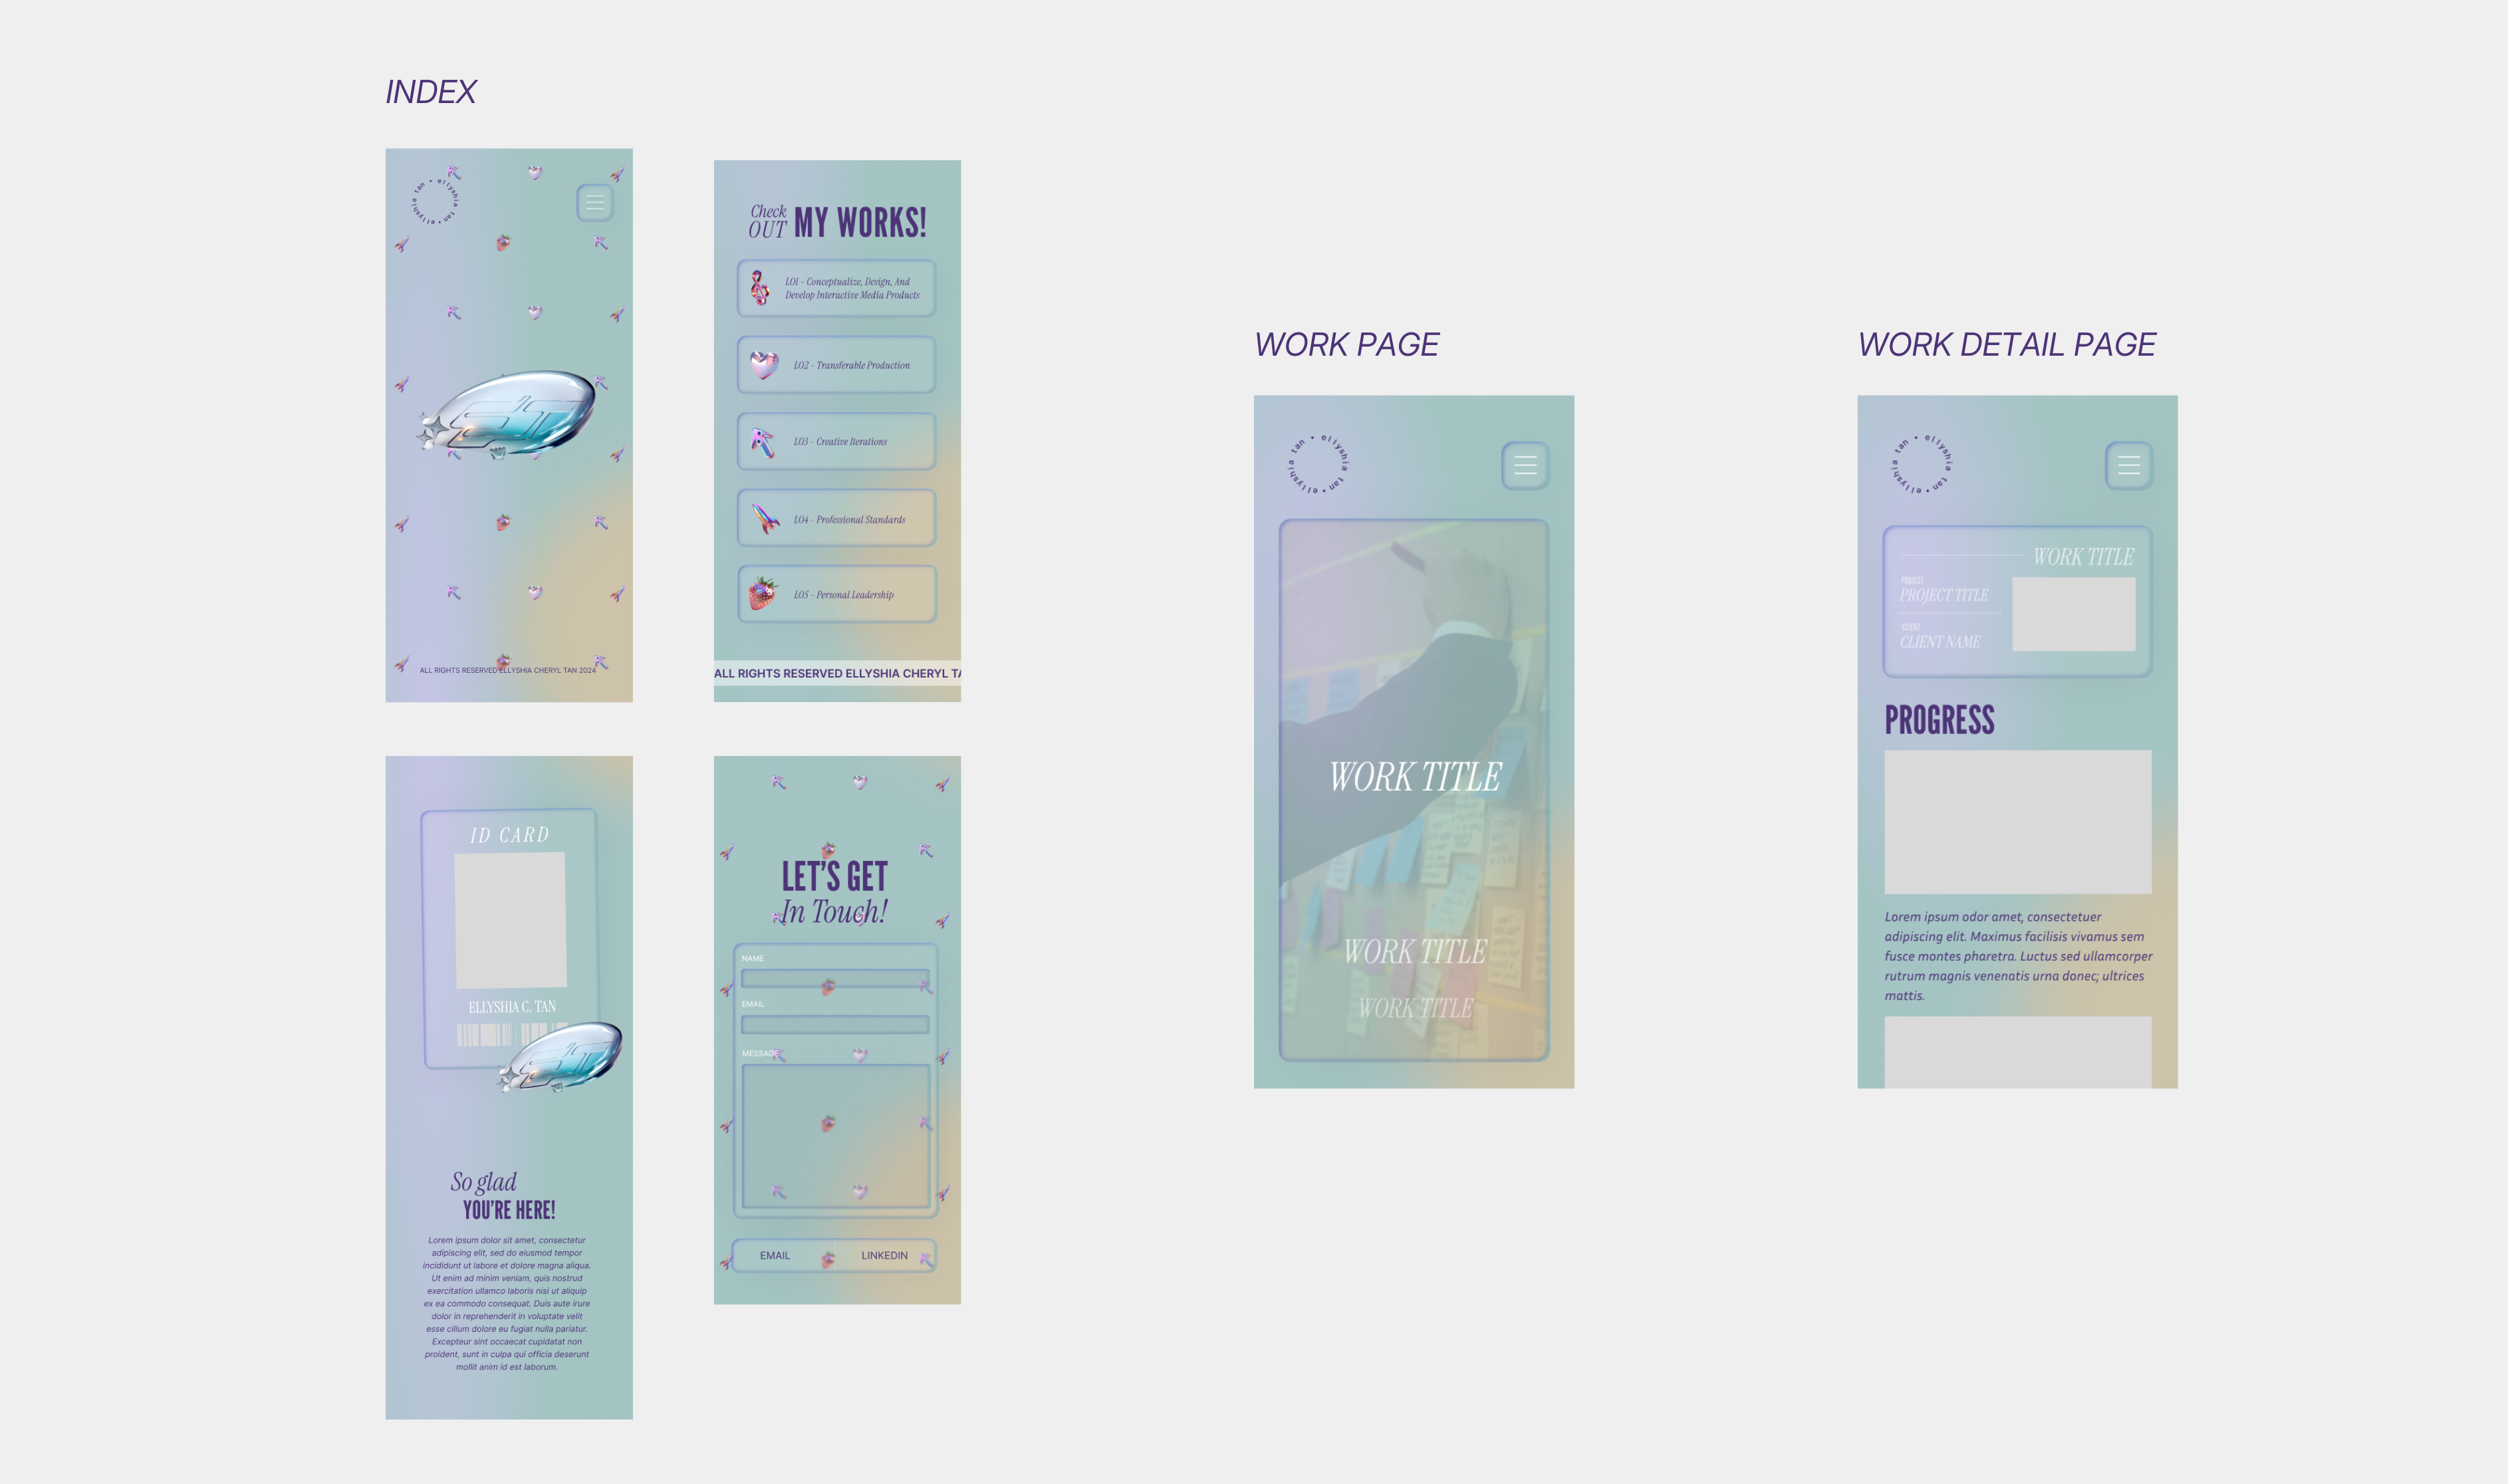 INDEX
ellyshia tan • ellyshia tan •
ALL RIGHTS RESERVED ELLYSHIA CHERYL TAN 2024
Check
OUT MY WORKS!
LO1 - Conceptualize, Design, And
Develop Interactive Media Products
LO2 - Transferable Production
LO3 - Creative Iterations
LO4 - Professional Standards
LO5 - Personal Leadership
ALL RIGHTS RESERVED ELLYSHIA CHERYL TA
ID CARD
ELLYSHIA C. TAN
So glad
YOU'RE HERE!
Lorem ipsum dolor sit amet, consectetur
adipiscing elit, sed do eiusmod tempor
incididunt ut labore et dolore magna aliqua.
Ut enim ad minim veniam, quis nostrud
exercitation ullamco laboris nisi ut aliquip
ex ea commodo consequat. Duis aute irure
dolor in reprehenderit in voluptate velit
esse cillum dolore eu fugiat nulla pariatur.
Excepteur sint occaecat cupidatat non
proident, sunt in culpa qui officia deserunt
mollit anim id est laborum.
LET'S GET
In Touch!
NAME
EMAIL
MESSAGE
EMAIL
LINKEDIN
WORK PAGE
ellyshia tan • ellyshia tan •
WORK TITLE
WORK TITLE
WORK TITLE
WORK DETAIL PAGE
ellyshia tan • ellyshia tan •
WORK TITLE
PROJECT
PROJECT TITLE
CLIENT
CLIENT NAME
PROGRESS
Lorem ipsum odor amet, consectetuer
adipiscing elit. Maximus facilisis vivamus sem
fusce montes pharetra. Luctus sed ullamcorper
rutrum magnis venenatis urna donec; ultrices
mattis.